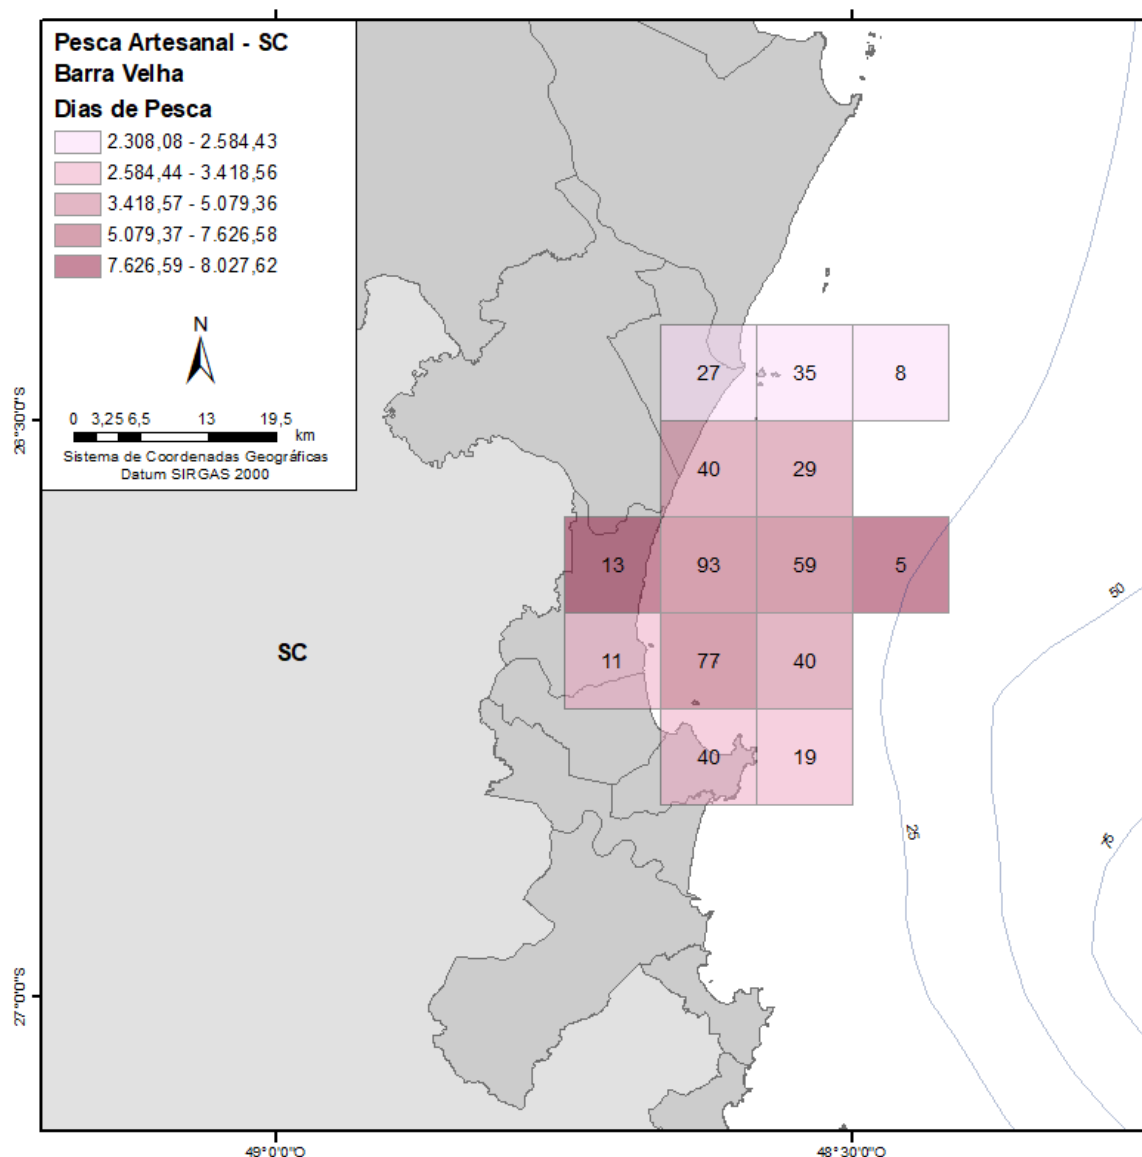 Pesca Artesanal - SC
Barra Velha
Dias de Pesca
2.308,08 - 2.584,43
2.584,44 - 3.418,56
3.418,57 - 5.079,36
5.079,37 - 7.626,58
7.626,59 - 8.027,62
N
0 3,25 6,5 13 19,5
km
Sistema de Coordenadas Geográficas
Datum SIRGAS 2000
27 35 8
26°30'0"S
40 29
13 93 59 5
50
SC
11 77 40
40 19
25
75
27°0'0"S
49°0'0"O 48°30'0"O